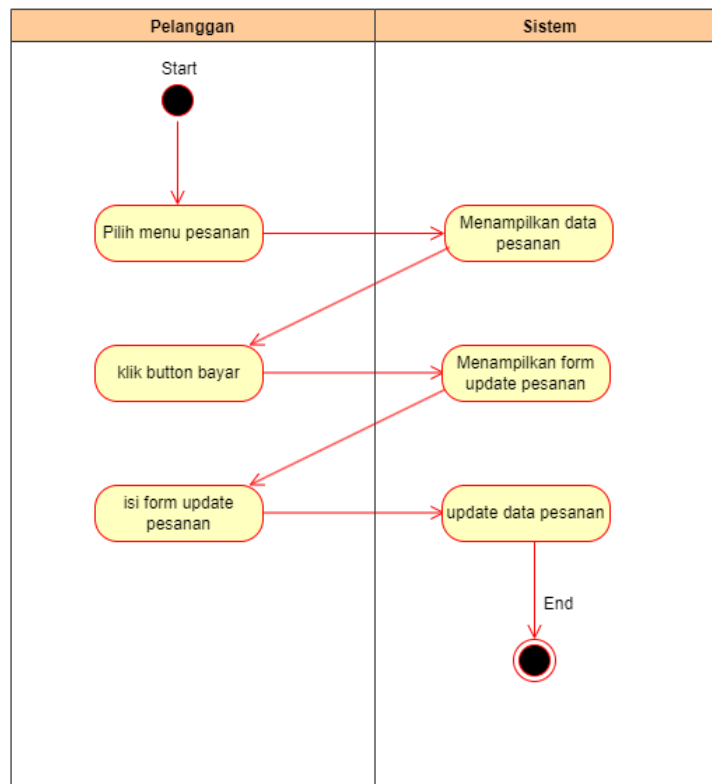 Pelanggan
Sistem
Start
Pilih menu pesanan
Menampilkan data
pesanan
klik button bayar
Menampilkan form
update pesanan
isi form update
pesanan
update data pesanan
End